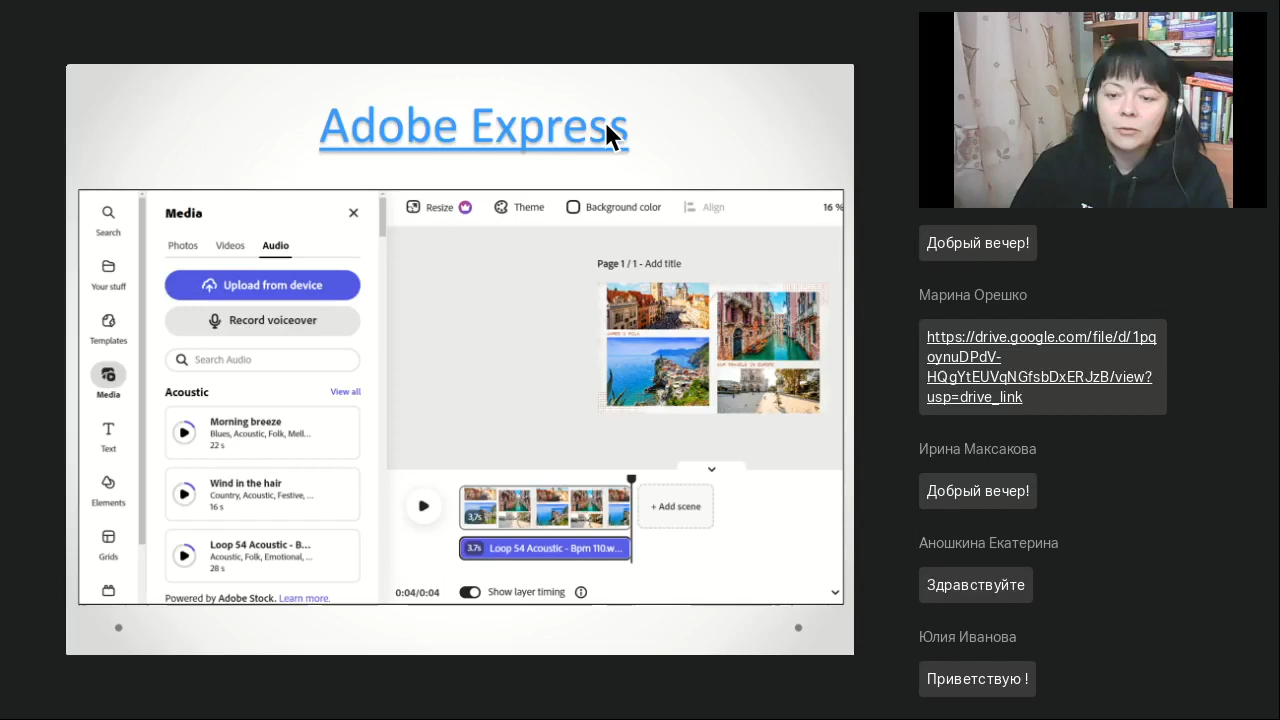 Adobe Express
Search
Your stuff
Templates
Media
Text
Elements
Grids
Media
Photos Videos Audio
Upload from device
Record voiceover
Search Audio
Acoustic View all
Morning breeze
Blues, Acoustic, Folk, Mell...
22 s
Wind in the hair
Country, Acoustic, Festive, ...
16 s
Loop 54 Acoustic - B...
Acoustic, Folk, Emotional, ...
28 s
Powered by Adobe Stock. Learn more.
Resize Theme Background color Align 16 %
Page 1 / 1 - Add title
3,7s
+ Add scene
3.7s Loop 54 Acoustic - Bpm 110.w...
0:04/0:04 Show layer timing
Добрый вечер!
Марина Орешко
https://drive.google.com/file/d/1pq
oynuDPdV-
HQgYtEUVqNGfsbDxERJzB/view?
usp=drive_link
Ирина Максакова
Добрый вечер!
Аношкина Екатерина
Здравствуйте
Юлия Иванова
Приветствую !